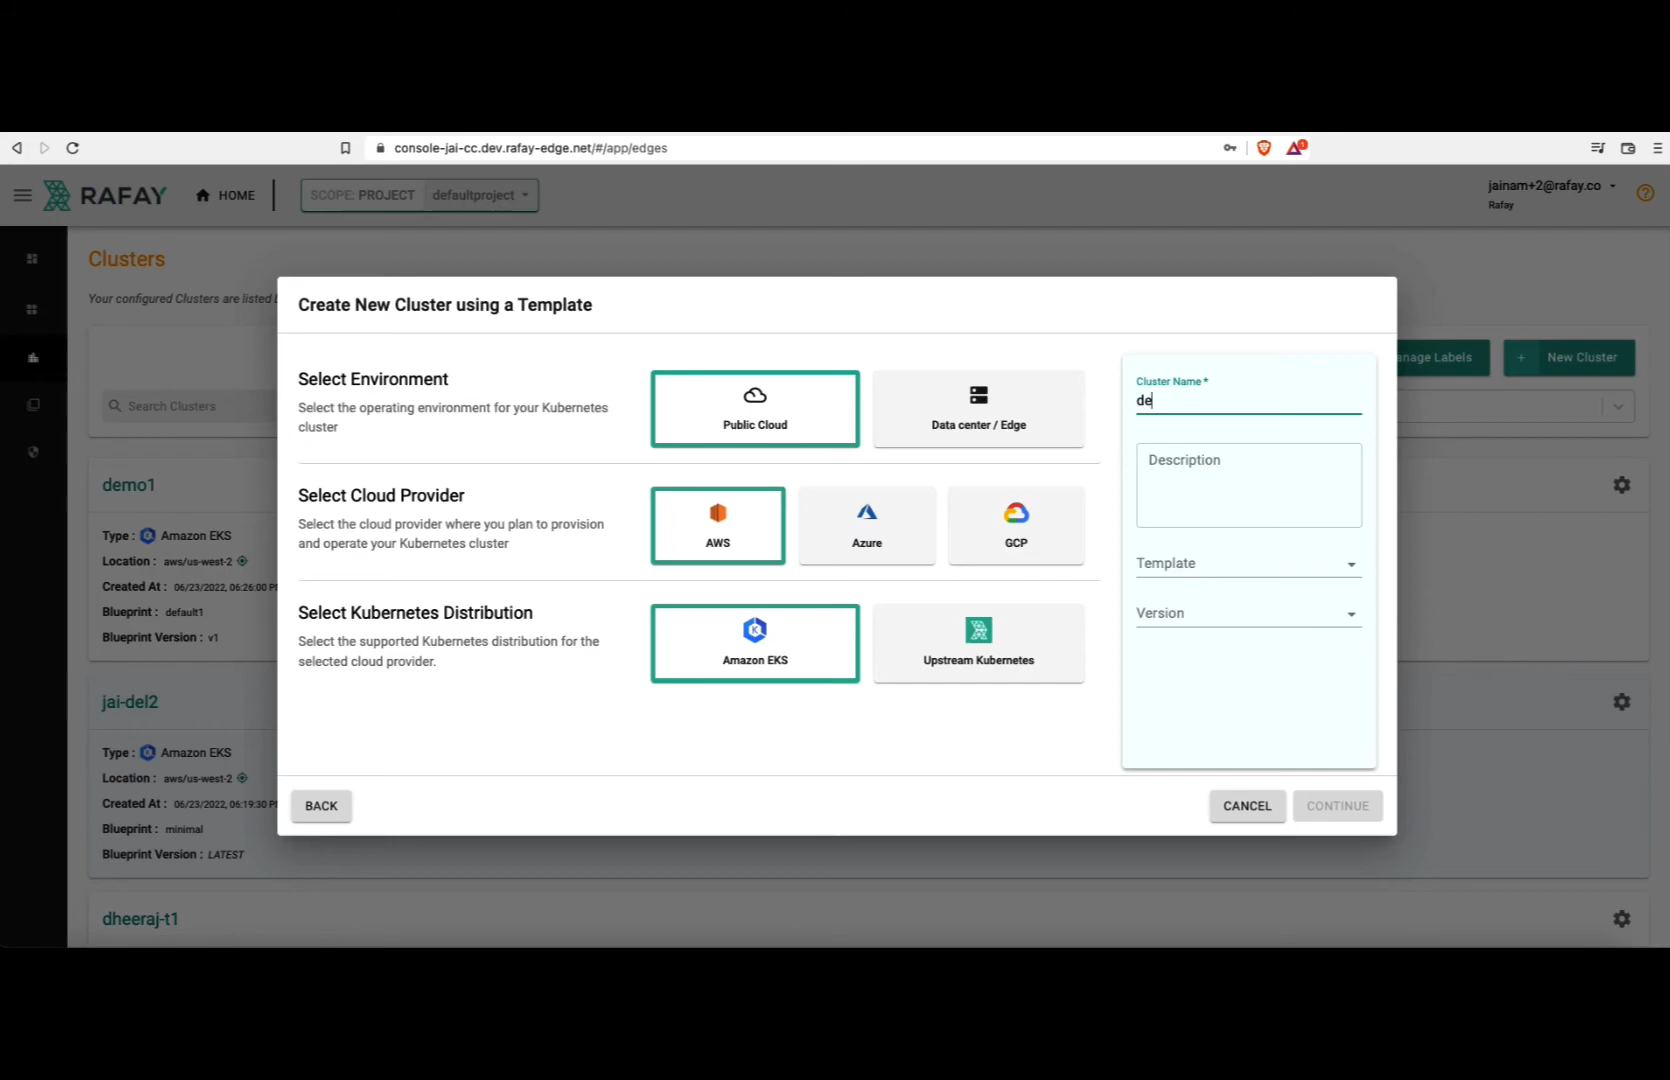 console-jai-cc.dev.rafay-edge.net/#/app/edges
1
RAFAY
HOME
SCOPE: PROJECT defaultproject
jainam+2@rafay.co
Rafay
Clusters
Your configured Clusters are listed
Create New Cluster using a Template
Select Environment
Select the operating environment for your Kubernetes
cluster
Public Cloud
Data center / Edge
Select Cloud Provider
Select the cloud provider where you plan to provision
and operate your Kubernetes cluster
AWS
Azure
GCP
Select Kubernetes Distribution
Select the supported Kubernetes distribution for the
selected cloud provider.
Amazon EKS
Upstream Kubernetes
Cluster Name *
de
Description
Template
Version
BACK
CANCEL
CONTINUE
anage Labels
+ New Cluster
Search Clusters
demo1
Type : Amazon EKS
Location : aws/us-west-2
Created At : 06/23/2022, 06:26:00
Blueprint : default1
Blueprint Version : v1
jai-del2
Type : Amazon EKS
Location : aws/us-west-2
Created At : 06/23/2022, 06:19:30
Blueprint : minimal
Blueprint Version : LATEST
dheeraj-t1